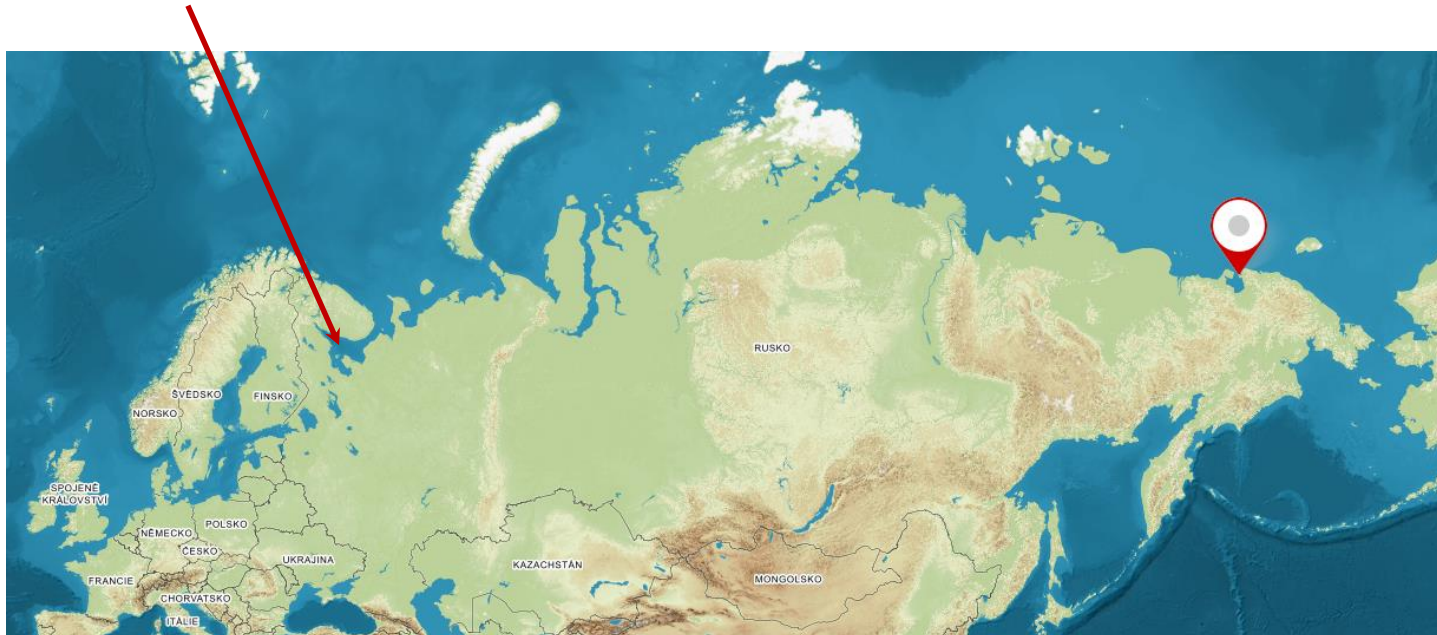 RUSKO
ŠVÉDSKO
FINSKO
NORSKO
SPOJENÉ
KRÁLOVSTVÍ
POLSKO
NĚMECKO
ČESKO
UKRAJINA
KAZACHSTÁN
FRANCIE
MONGOLSKO
CHORVATSKO
ITÁLIE